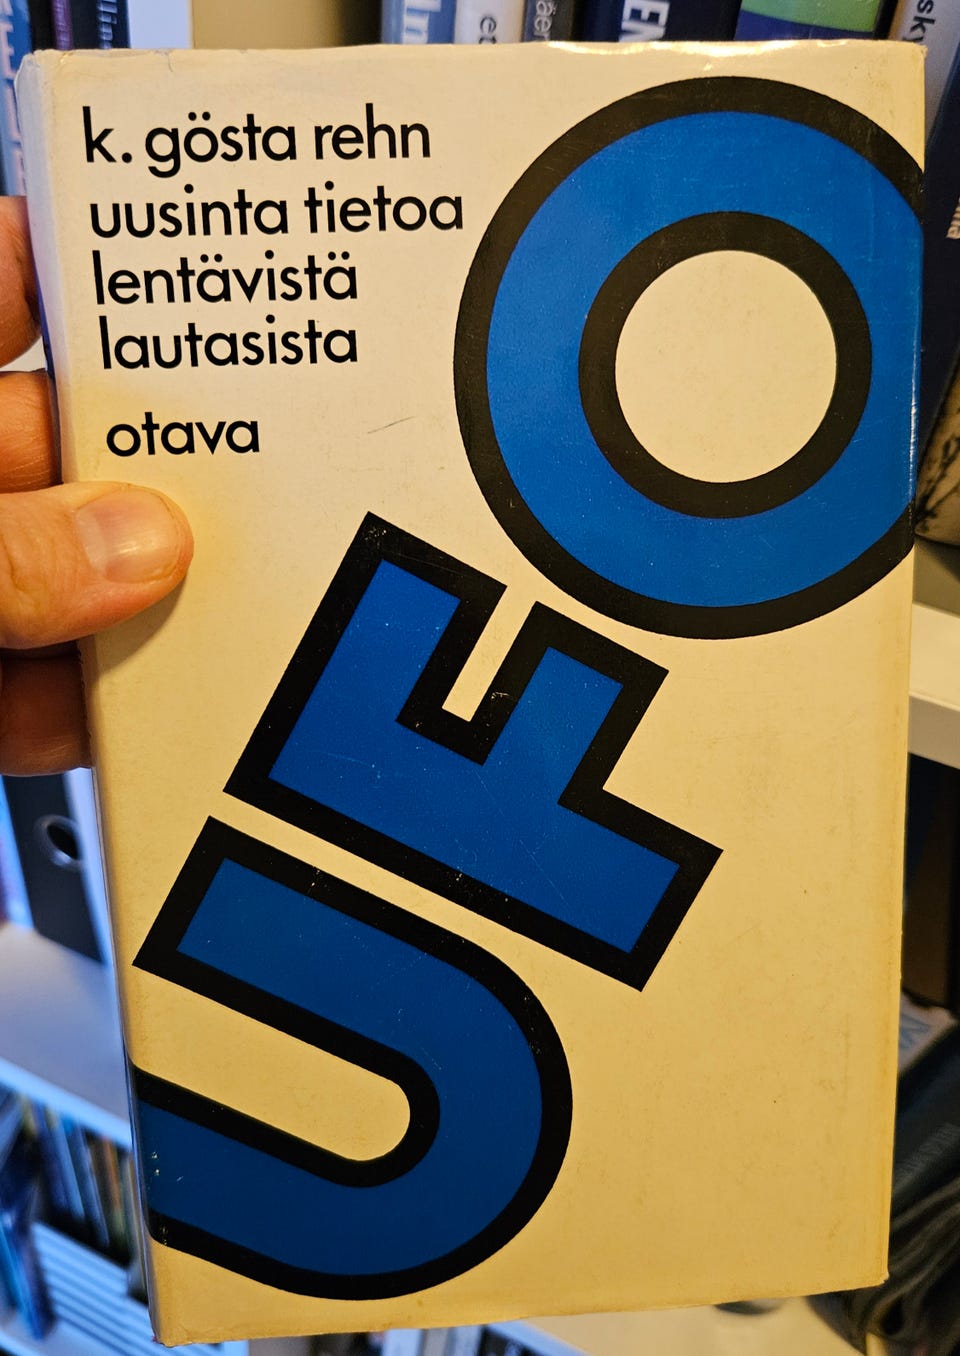 k. gösta rehn
uusinta tietoa
lentävistä
lautasista
otava
UFO